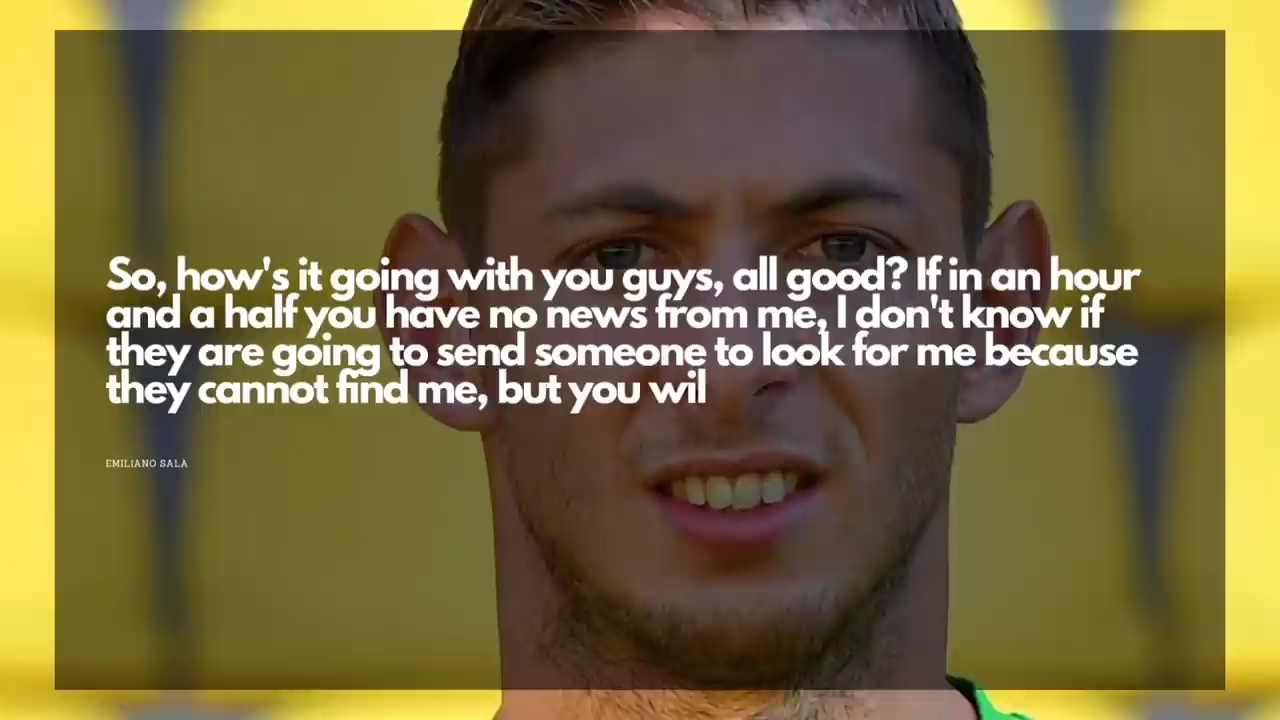 So, how's it going with you guys, all good? If in an hour
and a half you have no news from me, I don't know if
they are going to send someone to look for me because
they cannot find me, but you wil
EMILIANO SALA